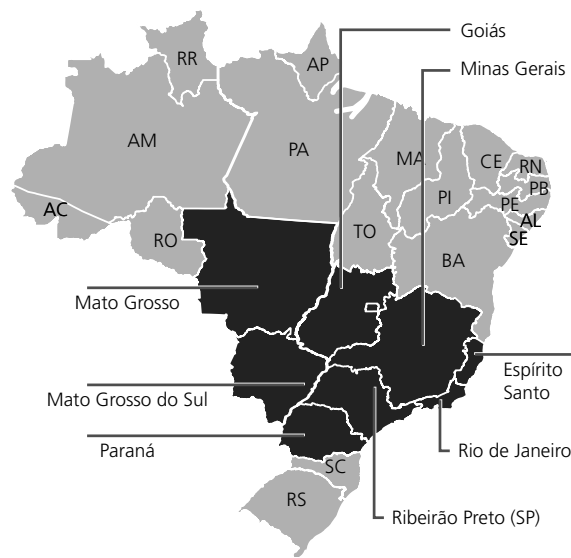 Goiás
RR
AP
Minas Gerais
AM
PA
MA
CE
RN
PB
PI
PE
AL
SE
AC
RO
TO
BA
Mato Grosso
Espírito
Santo
Mato Grosso do Sul
Paraná
Rio de Janeiro
SC
RS
Ribeirão Preto (SP)